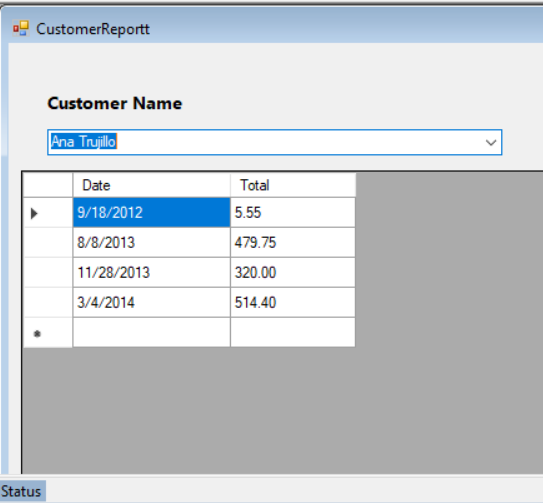 CustomerReportt
Customer Name
Ana Trujillo
Date Total
9/18/2012 5.55
8/8/2013 479.75
11/28/2013 320.00
3/4/2014 514.40
Status